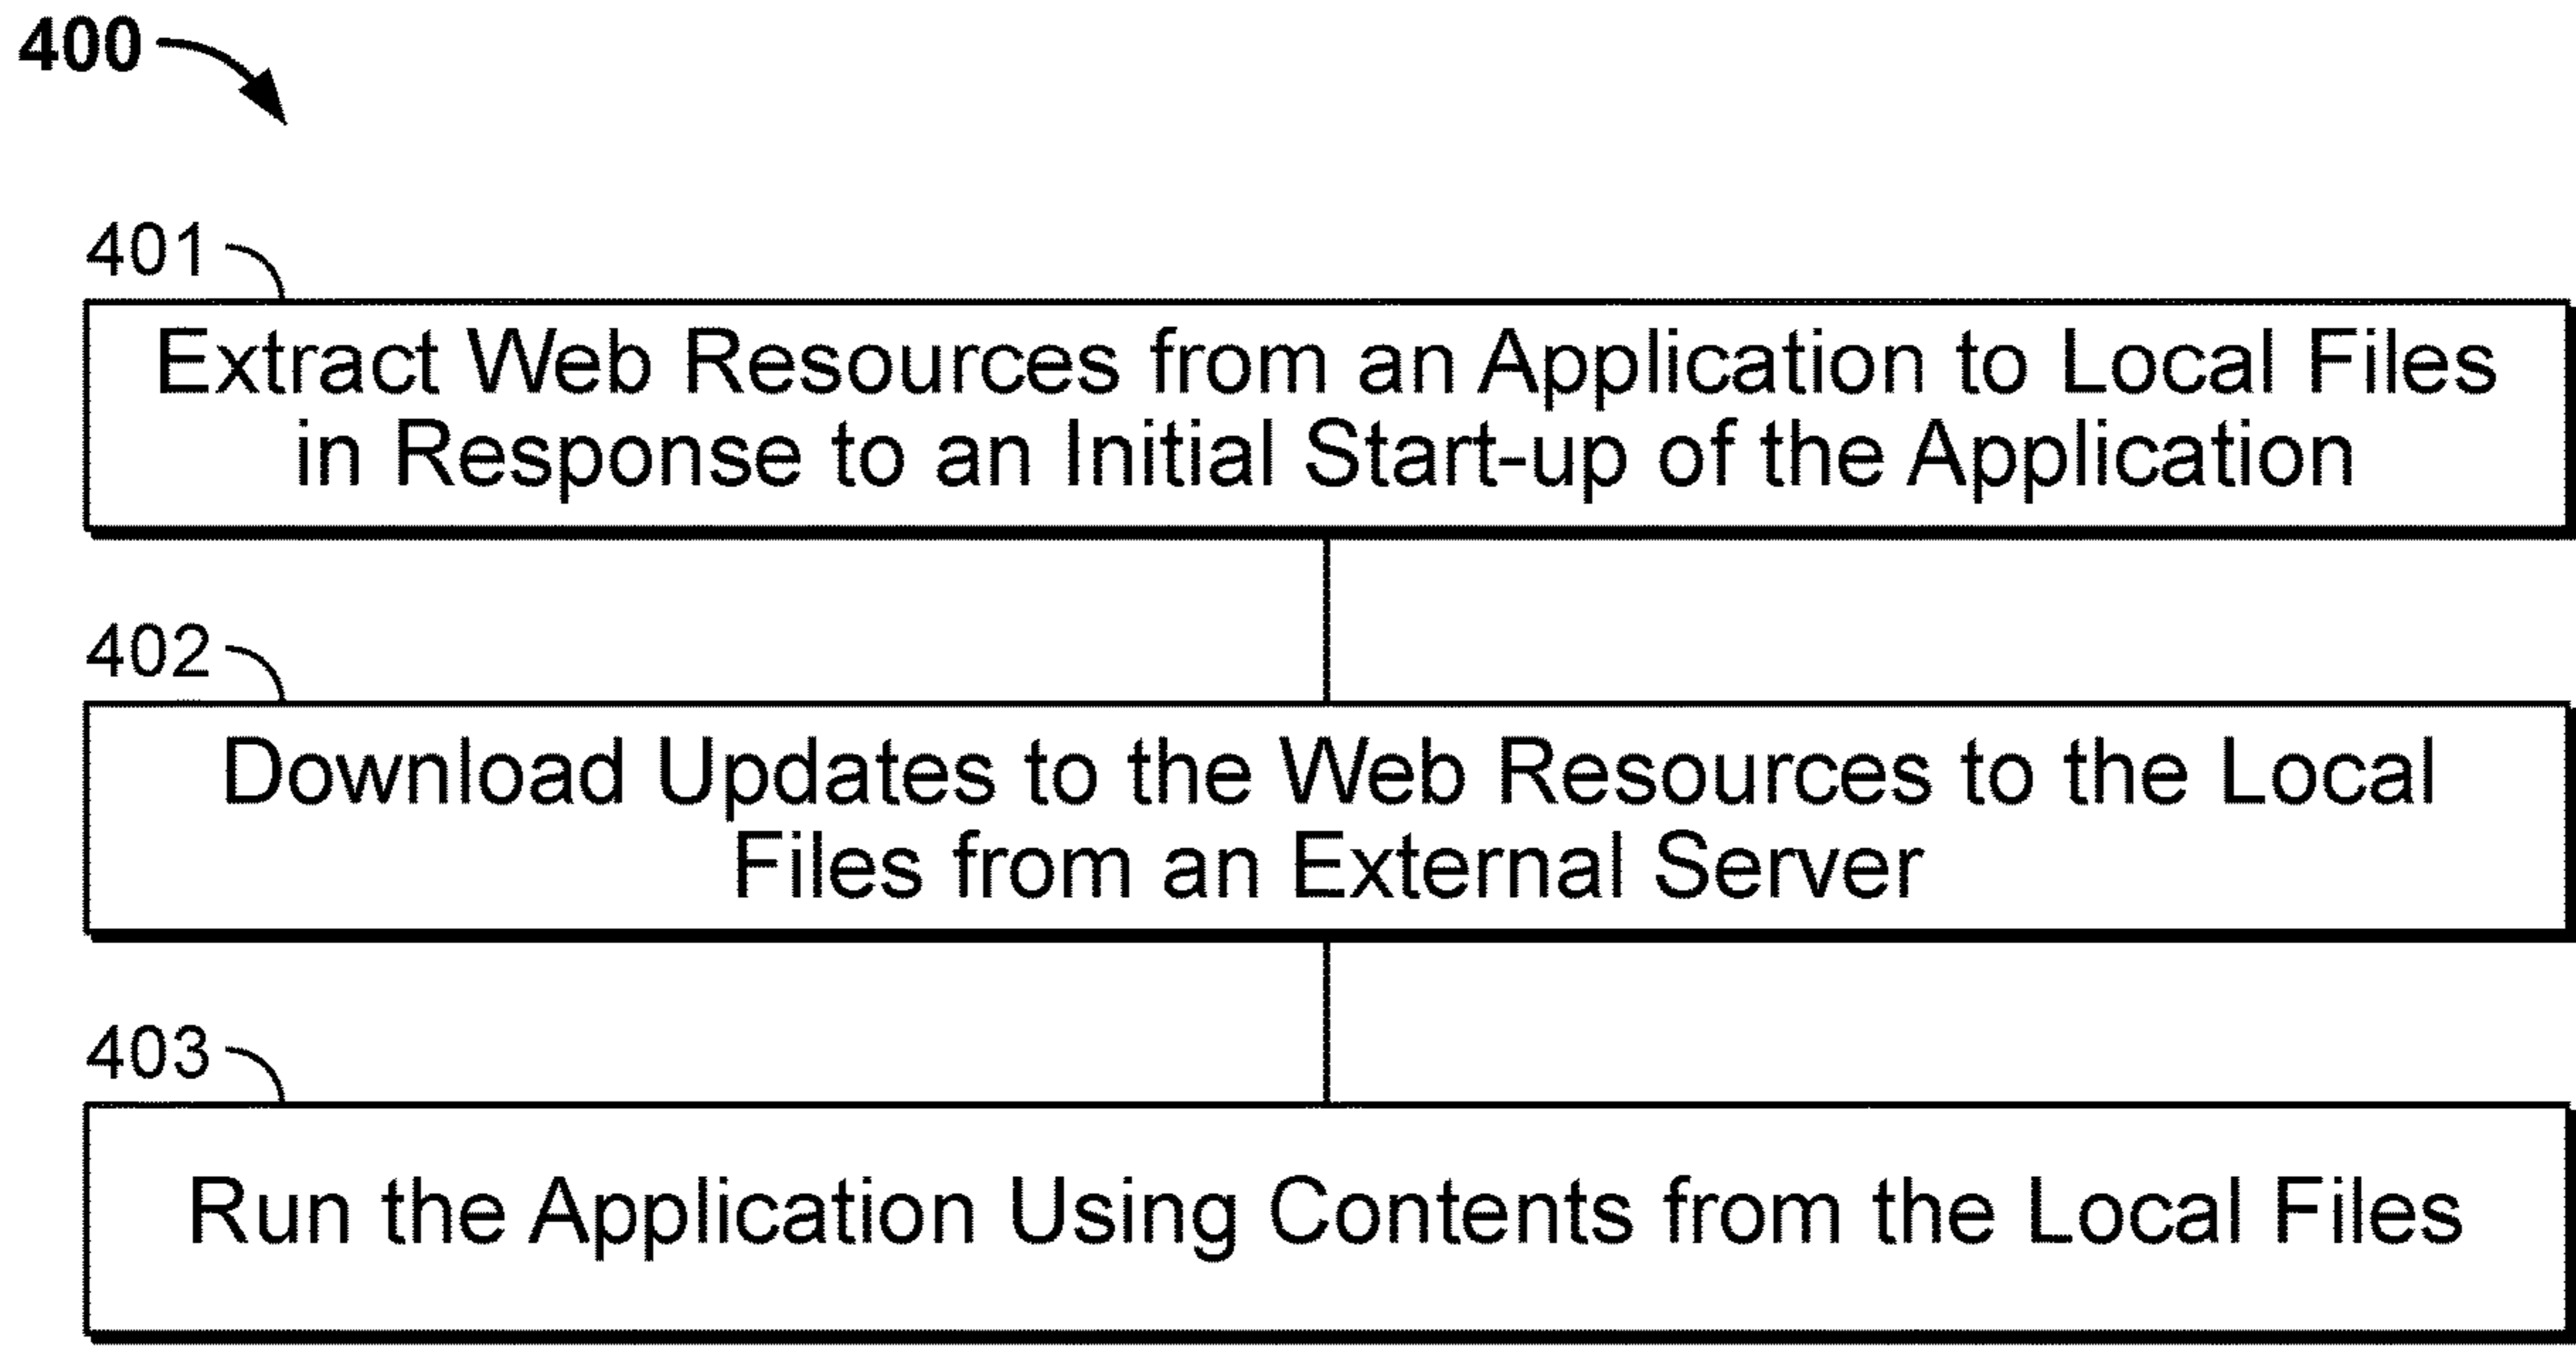 400
401
Extract Web Resources from an Application to Local Files
in Response to an Initial Start-up of the Application
402
Download Updates to the Web Resources to the Local
Files from an External Server
403
Run the Application Using Contents from the Local Files